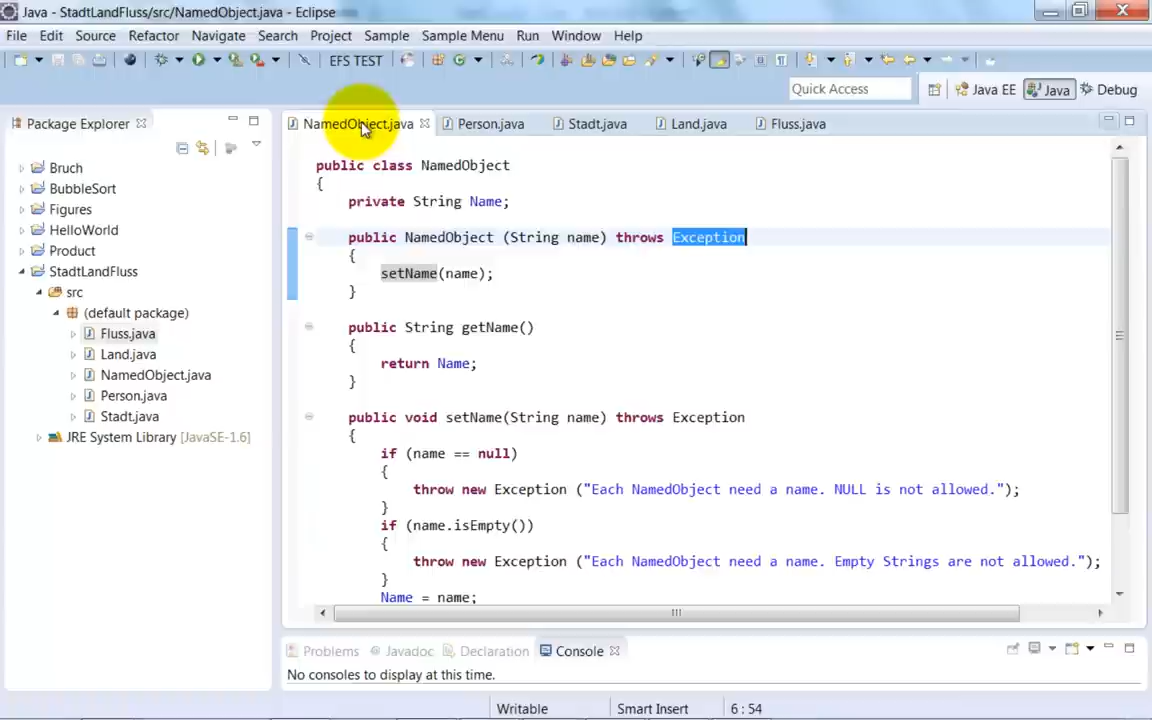 Java - StadtLandFluss/src/NamedObject.java - Eclipse
File Edit Source Refactor Navigate Search Project Sample Sample Menu Run Window Help
EFS TEST
Quick Access Java EE Java Debug
Package Explorer
Bruch
BubbleSort
Figures
HelloWorld
Product
StadtLandFluss
src
(default package)
Fluss.java
Land.java
NamedObject.java
Person.java
Stadt.java
JRE System Library [JavaSE-1.6]
NamedObject.java Person.java Stadt.java Land.java Fluss.java
public class NamedObject
{
private String Name;
public NamedObject (String name) throws Exception
{
setName(name);
}
public String getName()
{
return Name;
}
public void setName(String name) throws Exception
{
if (name == null)
{
throw new Exception ("Each NamedObject need a name. NULL is not allowed.");
}
if (name.isEmpty())
{
throw new Exception ("Each NamedObject need a name. Empty Strings are not allowed.");
}
Name = name;
Problems Javadoc Declaration Console
No consoles to display at this time.
Writable Smart Insert 6 : 54